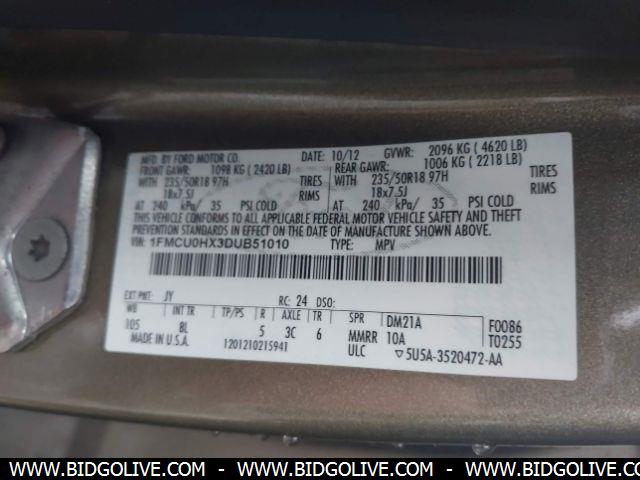 MFD. BY FORD MOTOR CO. DATE: 10/12 GVWR: 2096 KG ( 4620 LB)
FRONT GAWR: 1098 KG ( 2420 LB) REAR GAWR: 1006 KG ( 2218 LB)
WITH 235/50R18 97H TIRES WITH 235/50R18 97H TIRES
18x7.5J RIMS 18x7.5J RIMS
AT 240 kPa/ 35 PSI COLD AT 240 kPa/ 35 PSI COLD
THIS VEHICLE CONFORMS TO ALL APPLICABLE FEDERAL MOTOR VEHICLE SAFETY AND THEFT
PREVENTION STANDARDS IN EFFECT ON THE DATE OF MANUFACTURE SHOWN ABOVE.
VIN: 1FMCU0HX3DUB51010 TYPE: MPV
EXT PNT: JY RC: 24 DSO:
WB INT TR TP/PS R AXLE TR SPR DM21A F0086
105 8L 5 3C 6 MMRR 10A T0255
MADE IN U.S.A. 1201210215941 ULC ▽5U5A-3520472-AA
WWW.BIDGOLIVE.COM - WWW.BIDGOLIVE.COM - WWW.BIDGOLIVE.COM